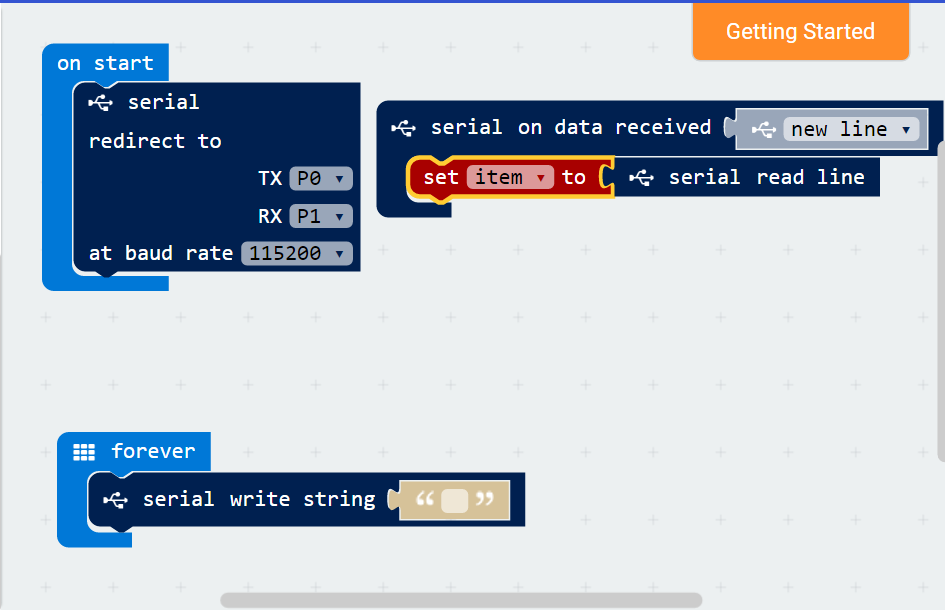 Getting Started
on start
serial
redirect to
TX P0
RX P1
at baud rate 115200
serial on data received new line
set item to serial read line
forever
serial write string “ ”